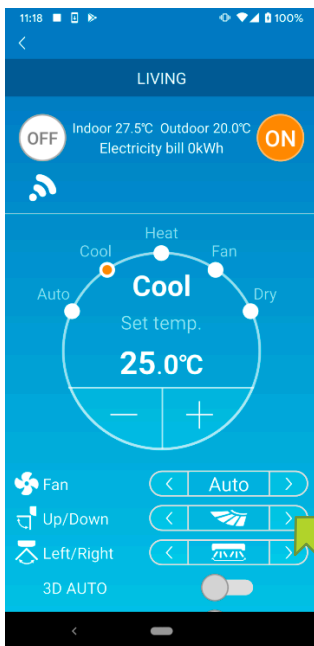 11:18 100%
LIVING
OFF
Indoor 27.5℃ Outdoor 20.0℃
Electricity bill 0kWh
ON
Heat
Cool Fan
Auto Dry
Cool
Set temp.
25.0℃
Fan Auto
Up/Down
Left/Right
3D AUTO